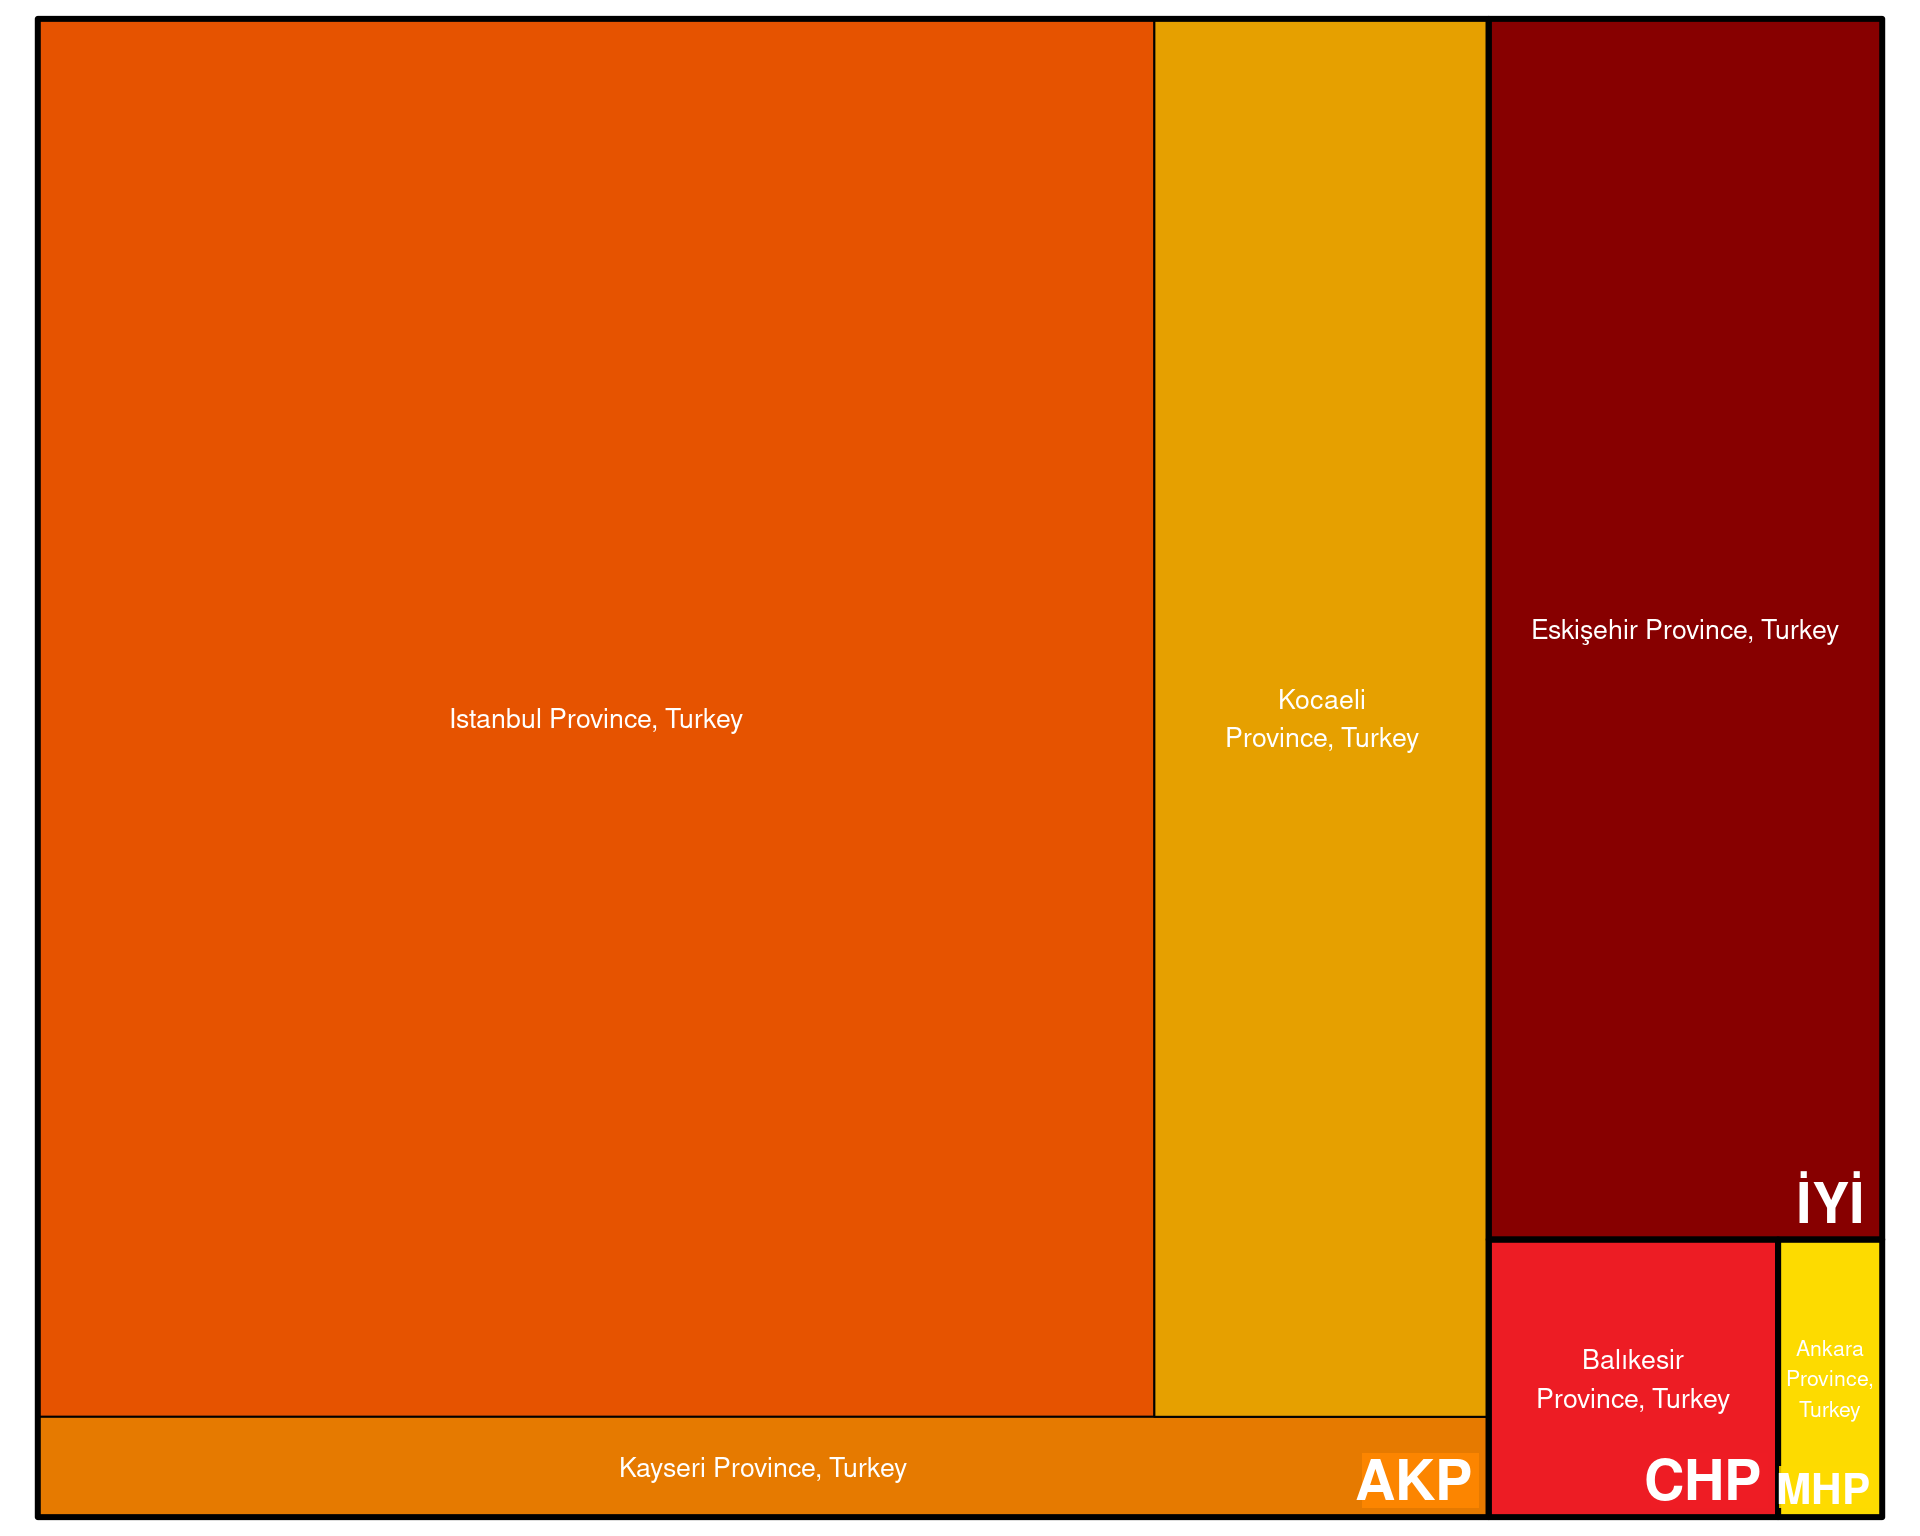 Istanbul Province, Turkey
Kocaeli
Province, Turkey
Kayseri Province, Turkey
AKP
Eskişehir Province, Turkey
İYİ
Balıkesir
Province, Turkey
CHP
Ankara
Province,
Turkey
MHP